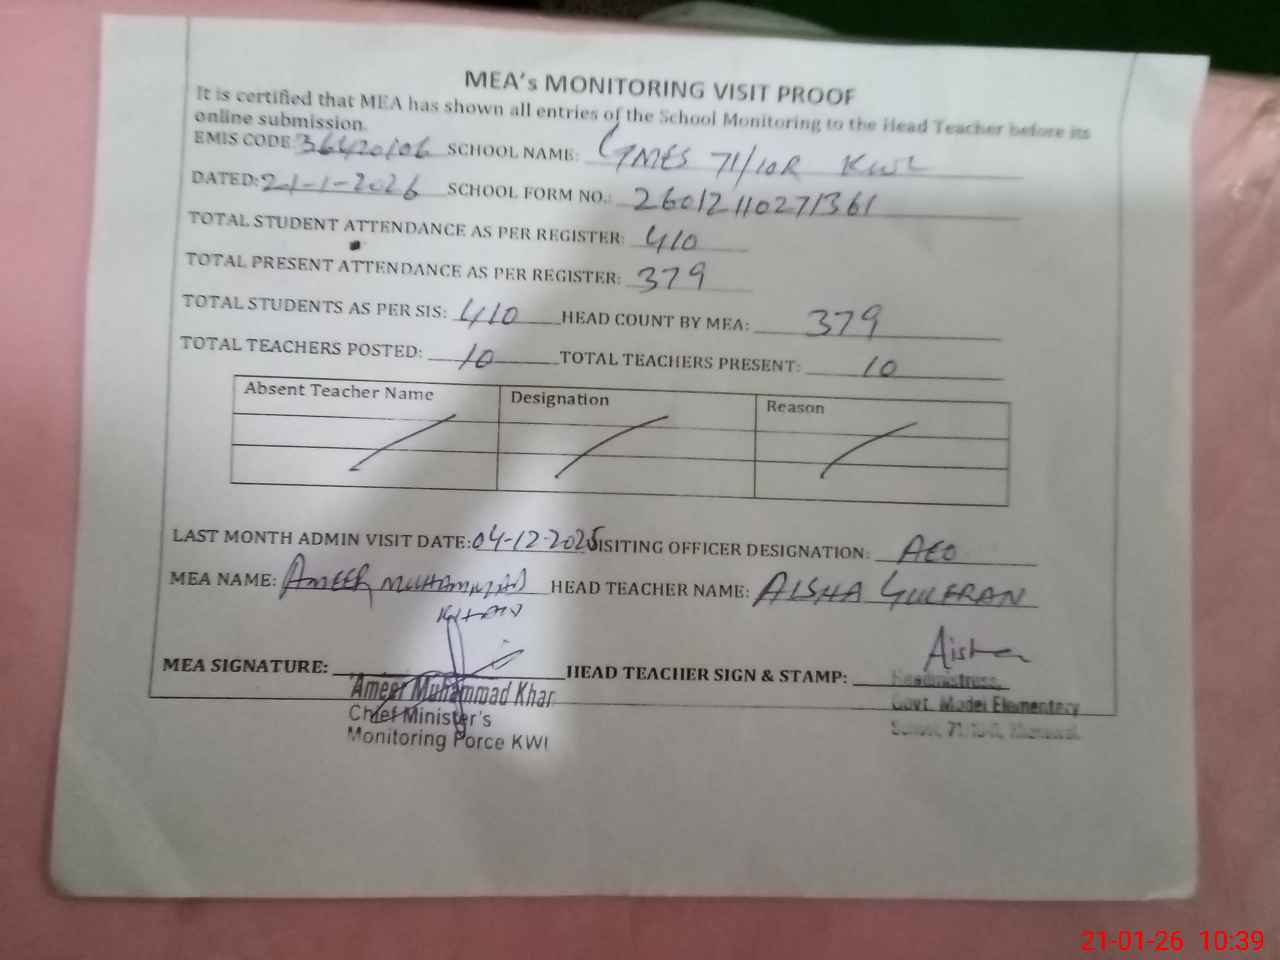 MEA's MONITORING VISIT PROOF
It is certified that MEA has shown all entries of the School Monitoring to the Head Teacher before its
online submission.
EMIS CODE: 36420106 SCHOOL NAME: GMES 71/10R KWL
DATED: 21-1-2026 SCHOOL FORM NO.: 26012110271361
TOTAL STUDENT ATTENDANCE AS PER REGISTER: 410
TOTAL PRESENT ATTENDANCE AS PER REGISTER: 379
TOTAL STUDENTS AS PER SIS: 410 HEAD COUNT BY MEA: 379
TOTAL TEACHERS POSTED: 10 TOTAL TEACHERS PRESENT: 10
Absent Teacher Name Designation Reason
LAST MONTH ADMIN VISIT DATE: 04-12-2025 VISITING OFFICER DESIGNATION: AEO
MEA NAME: AMEER MUHAMMAD HEAD TEACHER NAME: AISHA GULFRAN
Aisha
MEA SIGNATURE: HEAD TEACHER SIGN & STAMP:
Ameer Muhammad Khan Headmistress,
Chief Minister's Govt. Model Elementary
Monitoring Force KWl School, 71/10-R, Khanewal.
21-01-26 10:39